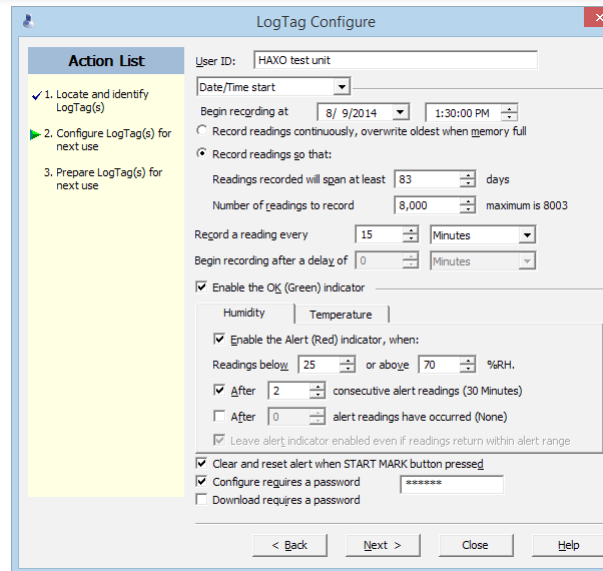 LogTag Configure
Action List
1. Locate and identify
LogTag(s)
2. Configure LogTag(s) for
next use
3. Prepare LogTag(s) for
next use
User ID: HAXO test unit
Date/Time start
Begin recording at 8/ 9/2014 1:30:00 PM
Record readings continuously, overwrite oldest when memory full
Record readings so that:
Readings recorded will span at least 83 days
Number of readings to record 8,000 maximum is 8003
Record a reading every 15 Minutes
Begin recording after a delay of 0 Minutes
Enable the OK (Green) indicator
Humidity Temperature
Enable the Alert (Red) indicator, when:
Readings below 25 or above 70 %RH.
After 2 consecutive alert readings (30 Minutes)
After 0 alert readings have occurred (None)
Leave alert indicator enabled even if readings return within alert range
Clear and reset alert when START MARK button pressed
Configure requires a password ******
Download requires a password
< Back Next > Close Help